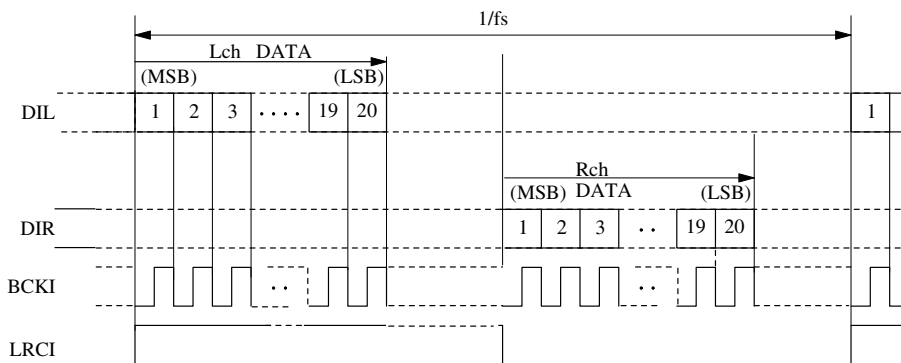 1/fs
Lch DATA
(MSB) (LSB)
DIL 1 2 3 .... 19 20 1
Rch
(MSB) DATA (LSB)
DIR 1 2 3 .. 19 20
BCKI .. ..
LRCI